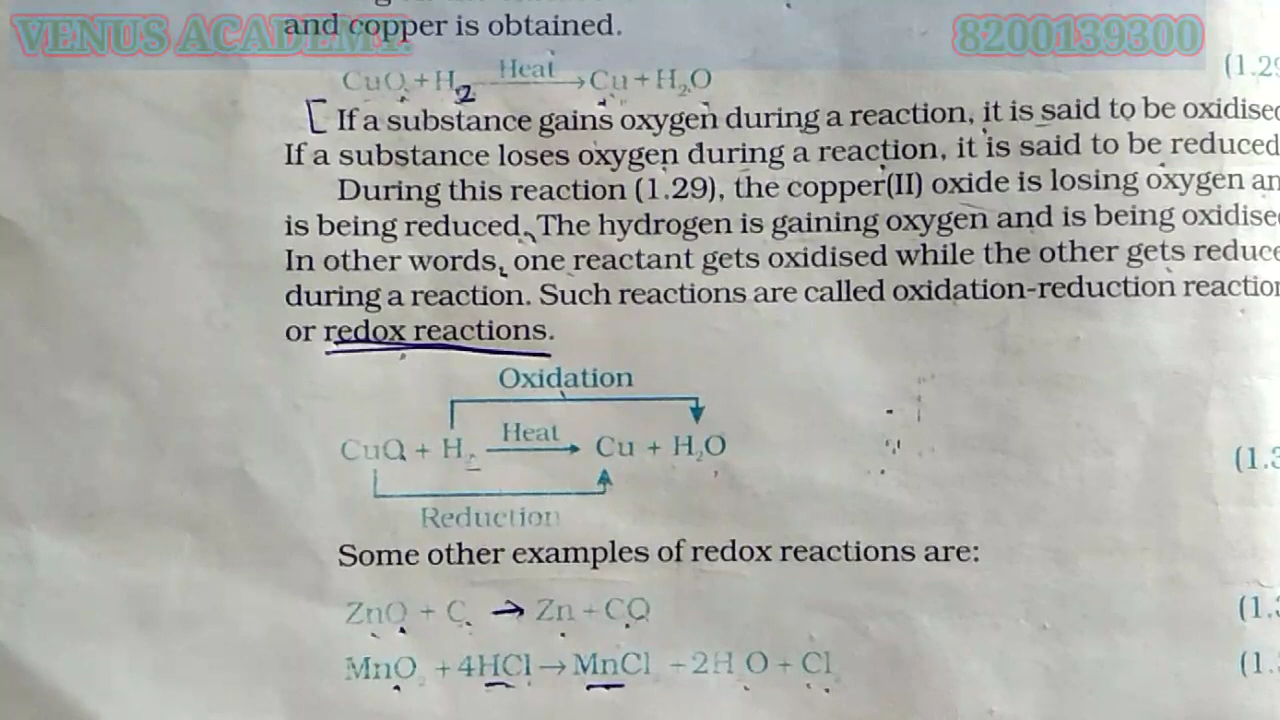 VENUS ACADEMY. 8200139300
and copper is obtained.
CuO + H2 Heat → Cu + H₂O (1.29
[ If a substance gains oxygen during a reaction, it is said to be oxidised
If a substance loses oxygen during a reaction, it is said to be reduced
During this reaction (1.29), the copper(II) oxide is losing oxygen an
is being reduced. The hydrogen is gaining oxygen and is being oxidise
In other words, one reactant gets oxidised while the other gets reduce
during a reaction. Such reactions are called oxidation-reduction reaction
or redox reactions.
Oxidation
CuO + H₂ Heat → Cu + H₂O (1.3
Reduction
Some other examples of redox reactions are:
ZnO + C → Zn + CO (1.3
MnO₂ + 4HCl → MnCl₂ + 2H₂O + Cl₂ (1.